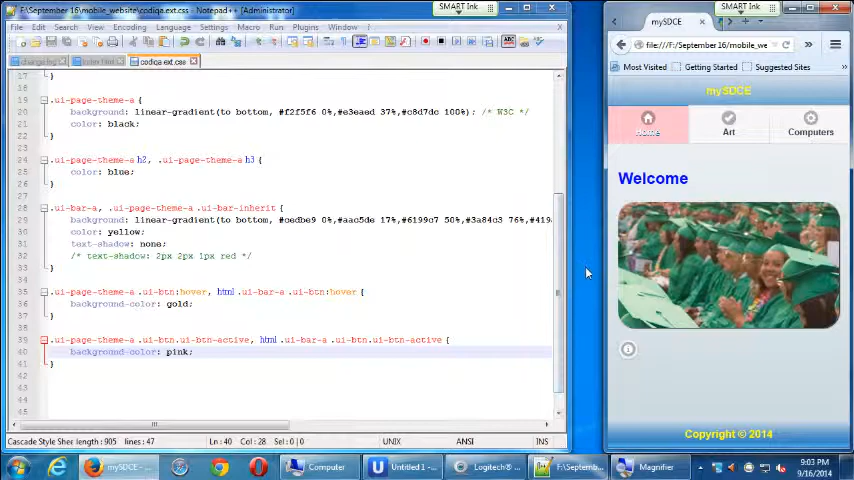 F:\September 16\mobile_website\codiqa.ext.css - Notepad++ [Administrator]
SMART Ink
File Edit Search View Encoding Language Settings Macro Run Plugins Window ?
codiqa.ext.css
17 }
18
19 .ui-page-theme-a {
20 background: linear-gradient(to bottom, #f2f5f6 0%,#e3eaed 37%,#c8d7dc 100%); /* W3C */
21 color: black;
22 }
23
24 .ui-page-theme-a h2, .ui-page-theme-a h3 {
25 color: blue;
26 }
27
28 .ui-bar-a, .ui-page-theme-a .ui-bar-inherit {
29 background: linear-gradient(to bottom, #cedbe9 0%,#aac5de 17%,#6199c7 50%,#3a84c3 76%,#419
30 color: yellow;
31 text-shadow: none;
32 /* text-shadow: 2px 2px 1px red */
33 }
34
35 .ui-page-theme-a .ui-btn:hover, html .ui-bar-a .ui-btn:hover {
36 background-color: gold;
37 }
38
39 .ui-page-theme-a .ui-btn.ui-btn-active, html .ui-bar-a .ui-btn.ui-btn-active {
40 background-color: pink;
41 }
42
43
44
45
Cascade Style Sheet length : 905 lines : 47 Ln : 40 Col : 28 Sel : 0 | 0 UNIX ANSI INS
SMART Ink
mySDCE
file:///F:/September 16/mobile_we
Most Visited Getting Started Suggested Sites
mySDCE
Home Art Computers
Welcome
Copyright © 2014
mySDCE - ... Computer Untitled 1 - ... Logitech® ... F:\Septemb... Magnifier
9:03 PM
9/16/2014